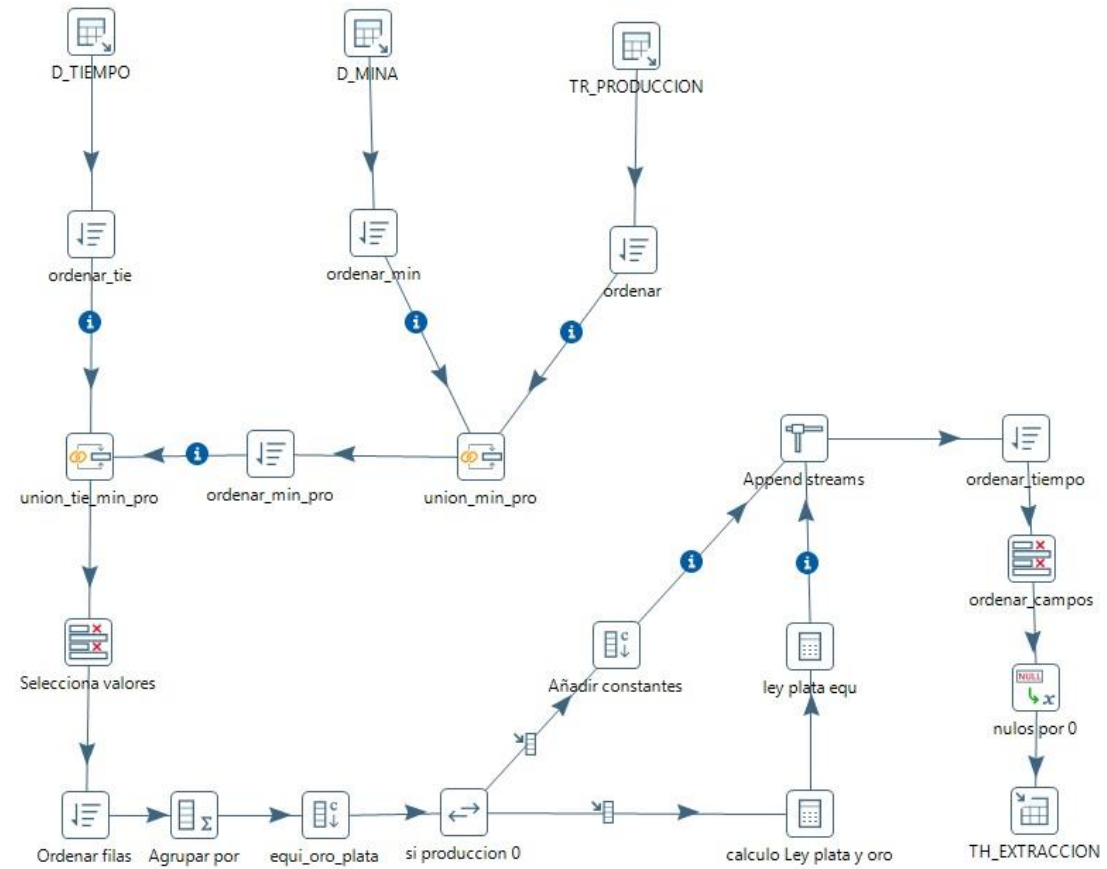 D_TIEMPO
D_MINA
TR_PRODUCCION
ordenar_tie
ordenar_min
ordenar
i
i
i
union_tie_min_pro
i
ordenar_min_pro
union_min_pro
Append streams
ordenar_tiempo
i
i
ordenar_campos
Selecciona valores
c
Añadir constantes
ley plata equ
NULL
x
nulos por 0
Σ
c
Ordenar filas
Agrupar por
equi_oro_plata
si produccion 0
calculo Ley plata y oro
TH_EXTRACCION